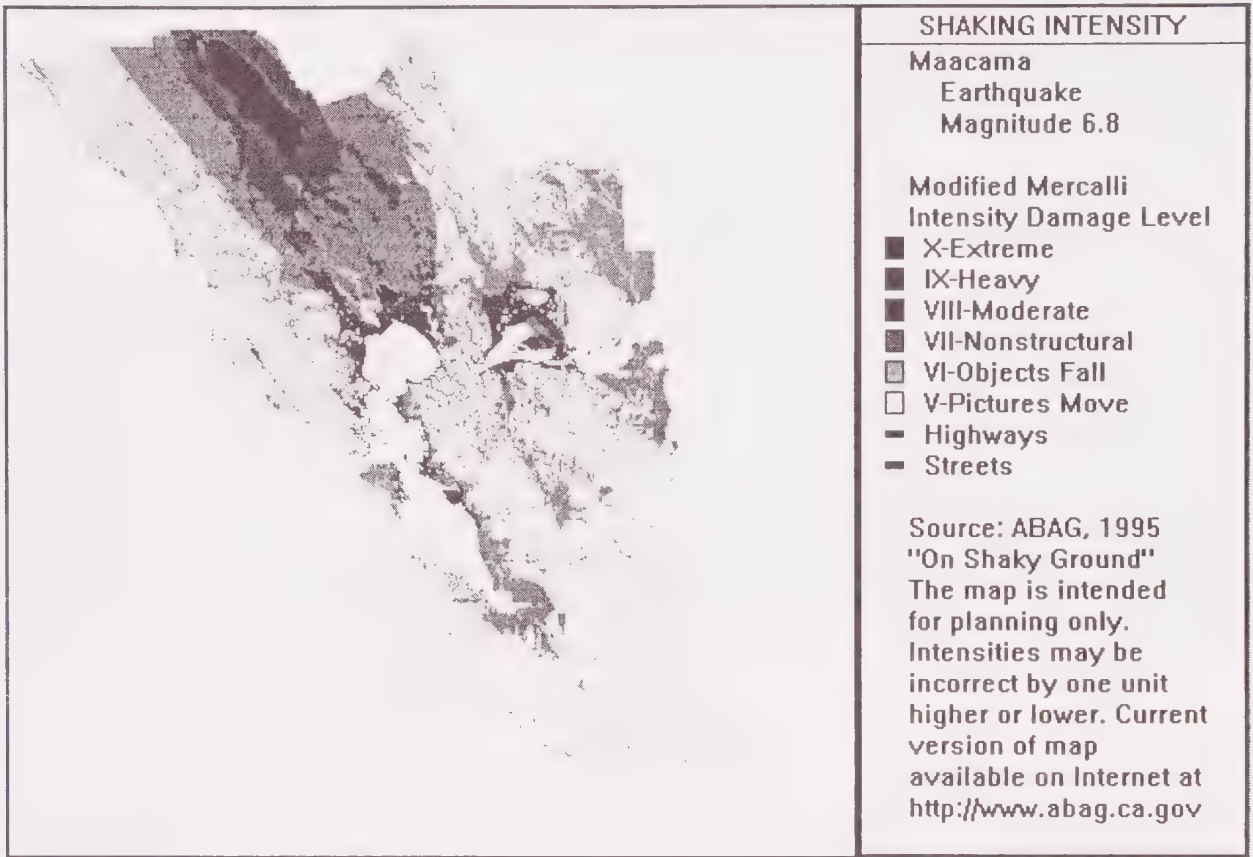 SHAKING INTENSITY
Maacama
Earthquake
Magnitude 6.8
Modified Mercalli
Intensity Damage Level
X-Extreme
IX-Heavy
VIII-Moderate
VII-Nonstructural
VI-Objects Fall
V-Pictures Move
Highways
Streets
Source: ABAG, 1995
"On Shaky Ground"
The map is intended
for planning only.
Intensities may be
incorrect by one unit
higher or lower. Current
version of map
available on Internet at
http://www.abag.ca.gov